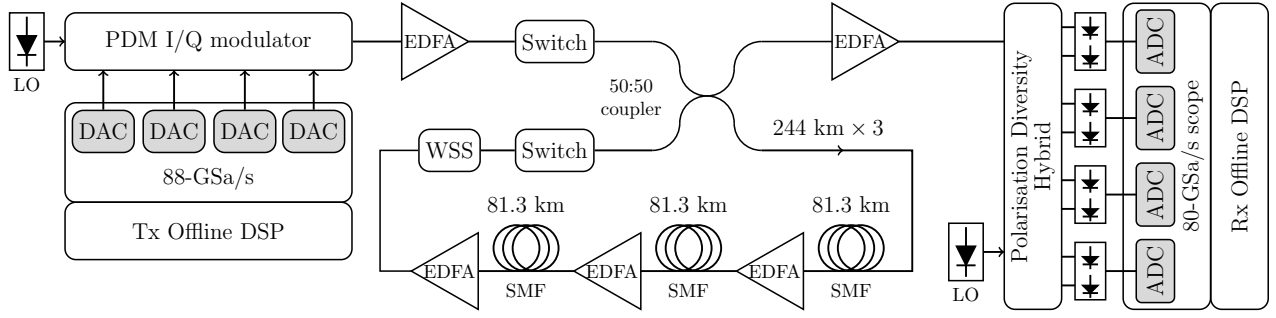 LO
PDM I/Q modulator
DAC
DAC
DAC
DAC
88-GSa/s
Tx Offline DSP
EDFA
Switch
50:50
coupler
EDFA
WSS
Switch
244 km × 3
81.3 km
81.3 km
81.3 km
EDFA
EDFA
EDFA
SMF
SMF
SMF
LO
Polarisation Diversity
Hybrid
ADC
ADC
ADC
ADC
80-GSa/s scope
Rx Offline DSP